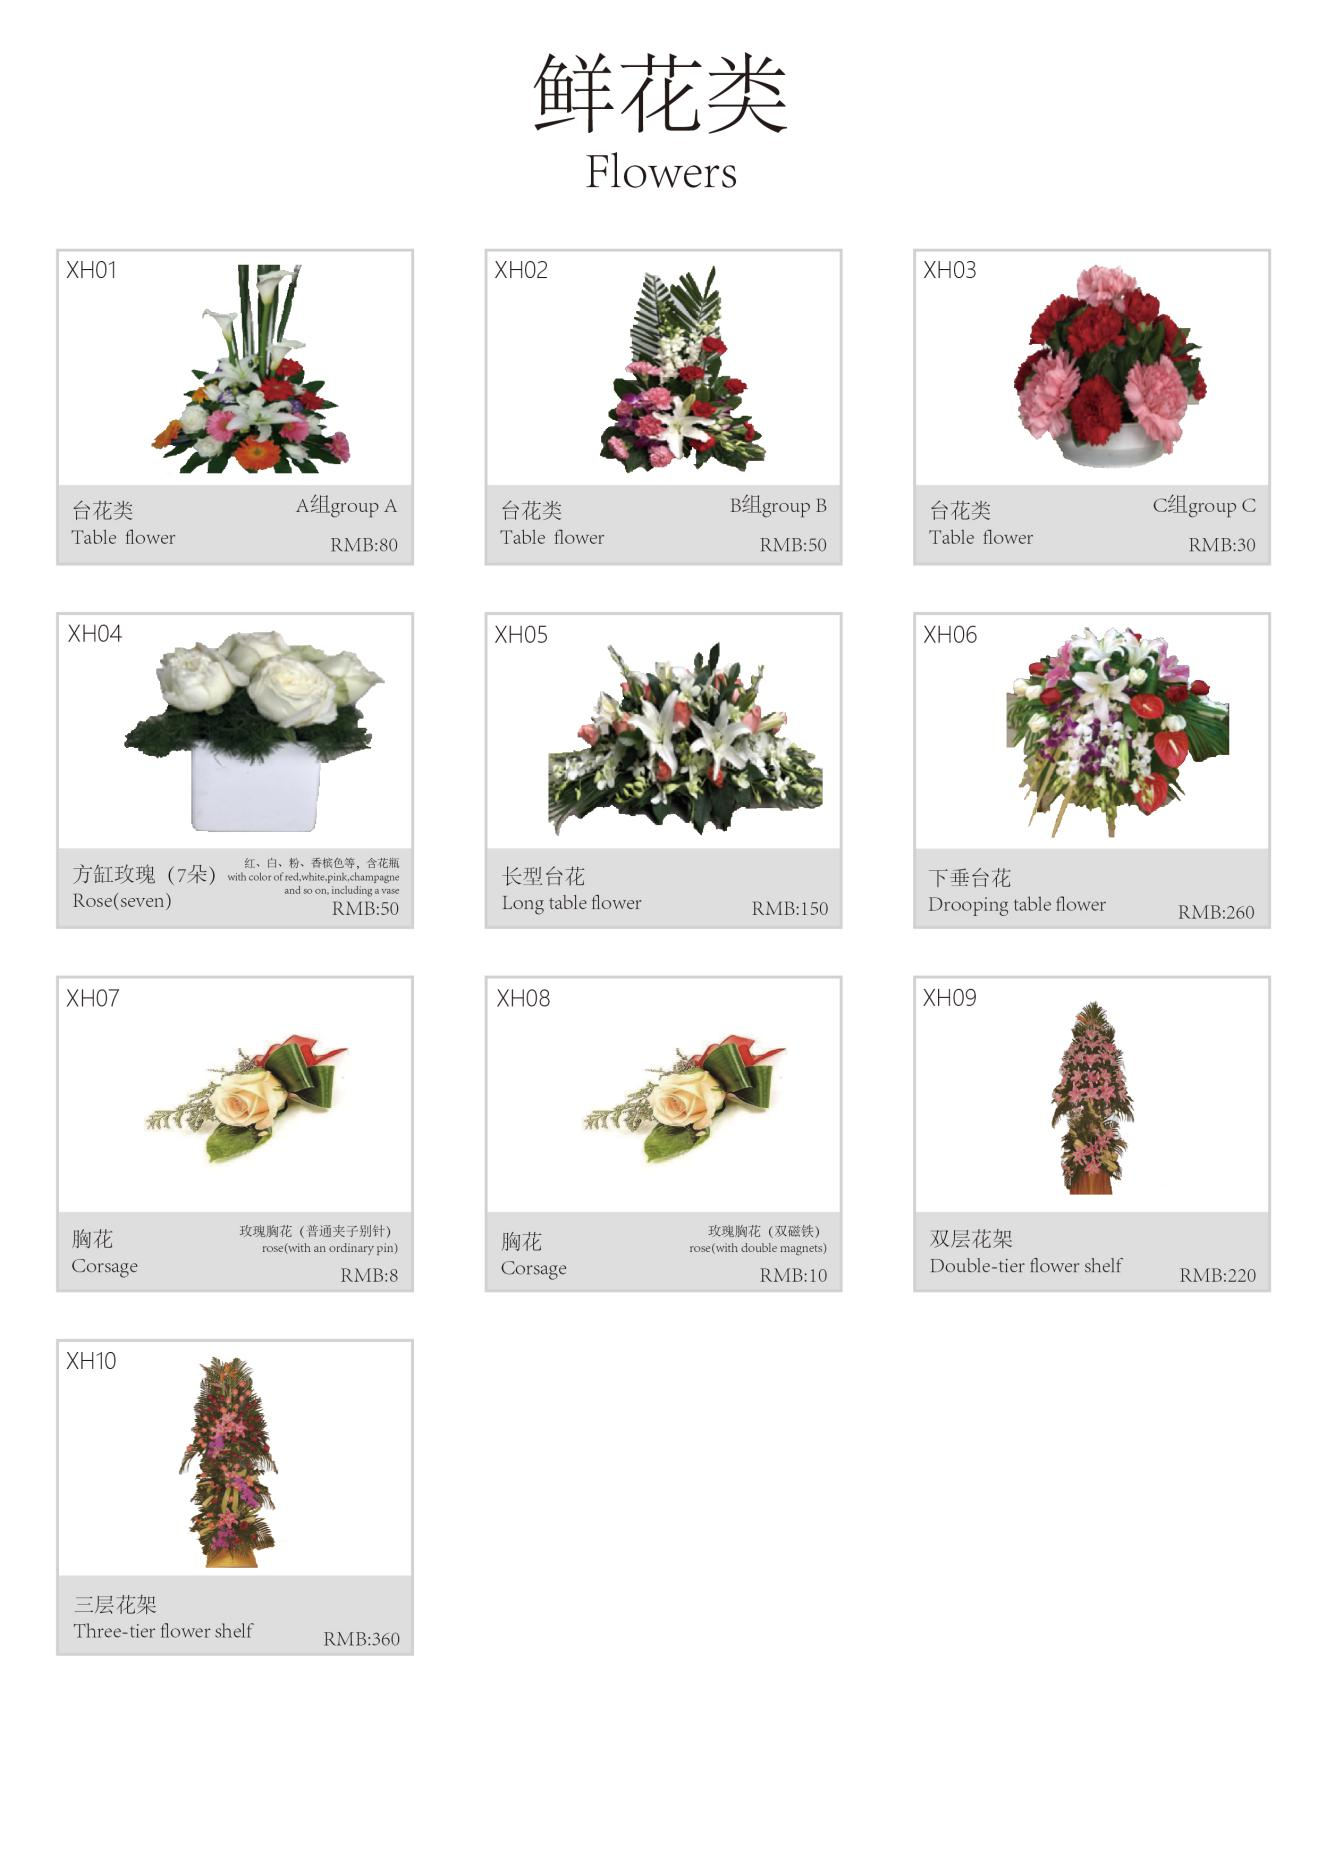 鲜花类
Flowers
XH01
台花类
A组group A
Table flower
RMB:80
XH02
台花类
B组group B
Table flower
RMB:50
XH03
台花类
C组group C
Table flower
RMB:30
XH04
方缸玫瑰（7朵）
红、白、粉、香槟色等，含花瓶
with color of red,white,pink,champagne
and so on, including a vase
Rose(seven)
RMB:50
XH05
长型台花
Long table flower
RMB:150
XH06
下垂台花
Drooping table flower
RMB:260
XH07
胸花
玫瑰胸花（普通夹子别针）
rose(with an ordinary pin)
Corsage
RMB:8
XH08
胸花
玫瑰胸花（双磁铁）
rose(with double magnets)
Corsage
RMB:10
XH09
双层花架
Double-tier flower shelf
RMB:220
XH10
三层花架
Three-tier flower shelf
RMB:360